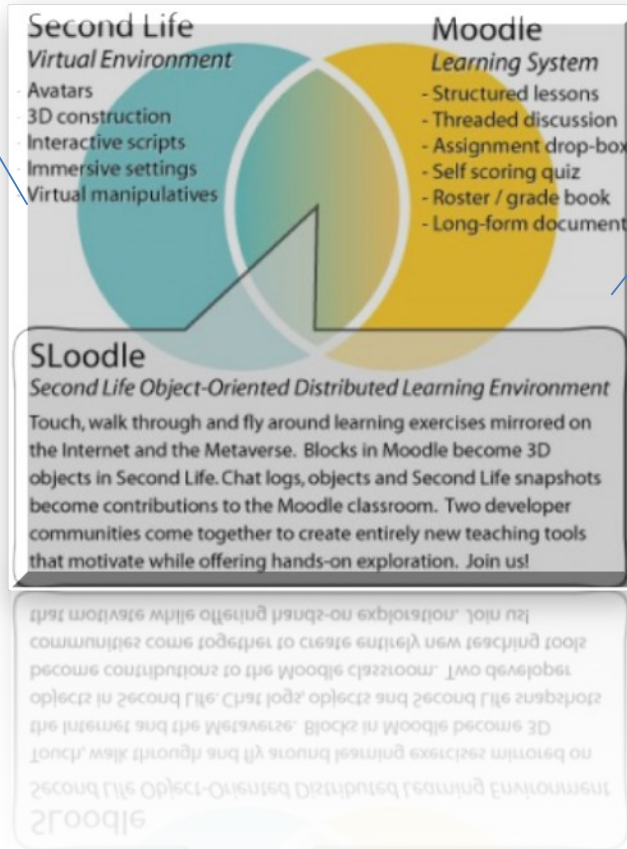 Second Life
Virtual Environment
- Avatars
- 3D construction
- Interactive scripts
- Immersive settings
- Virtual manipulatives
Moodle
Learning System
- Structured lessons
- Threaded discussion
- Assignment drop-box
- Self scoring quiz
- Roster / grade book
- Long-form document
SLoodle
Second Life Object-Oriented Distributed Learning Environment
Touch, walk through and fly around learning exercises mirrored on
the Internet and the Metaverse. Blocks in Moodle become 3D
objects in Second Life. Chat logs, objects and Second Life snapshots
become contributions to the Moodle classroom. Two developer
communities come together to create entirely new teaching tools
that motivate while offering hands-on exploration. Join us!